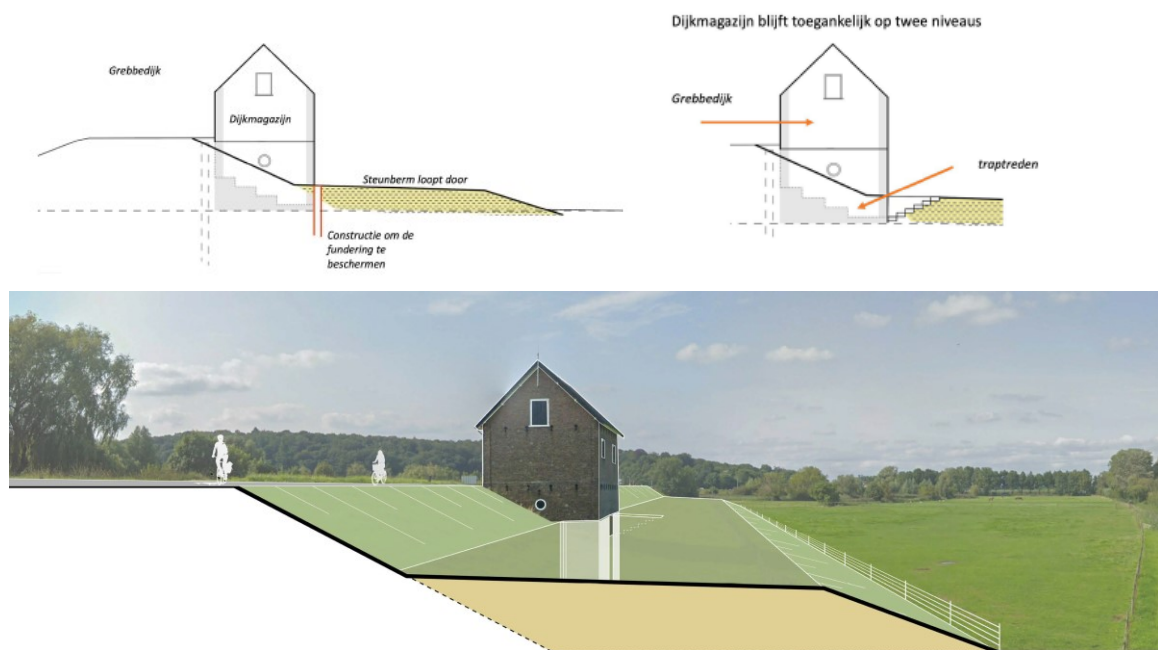 Dijkmagazijn blijft toegankelijk op twee niveaus
Grebbedijk
Dijkmagazijn
Steunberm loopt door
Constructie om de
fundering te
beschermen
Grebbedijk
traptreden